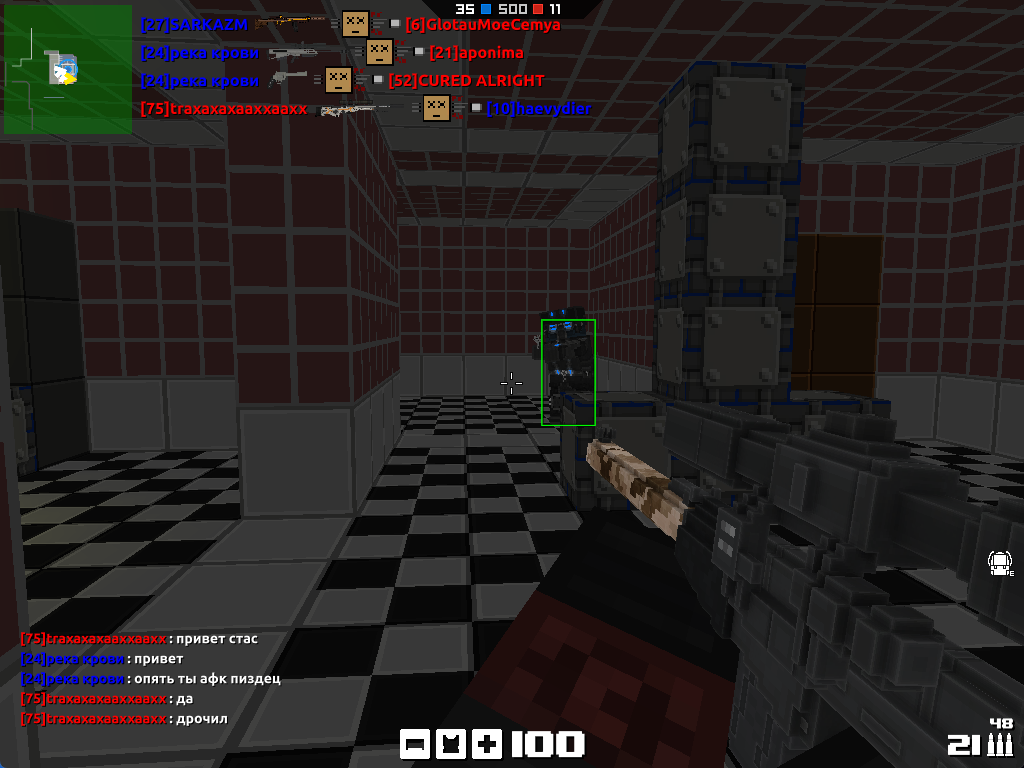 35 500 11
[27]SARKAZM [6]GlotauMoeCemya
[24]река крови [21]aponima
[24]река крови [52]CURED ALRIGHT
[75]traxaxaxaaxxaaxx [10]haevydier
[75]traxaxaxaaxxaaxx : привет стас
[24]река крови : привет
[24]река крови : опять ты афк пиздец
[75]traxaxaxaaxxaaxx : да
[75]traxaxaxaaxxaaxx : дрочил
E
100
48
21